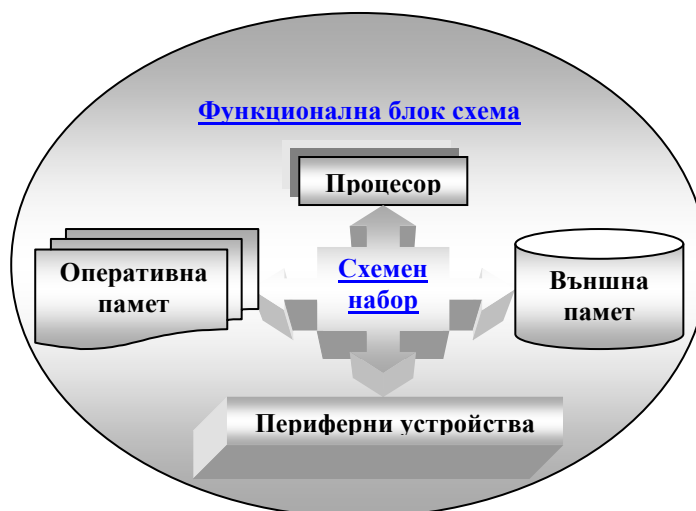 Функционална блок схема
Процесор
Оперативна
памет
Схемен
набор
Външна
памет
Периферни устройства